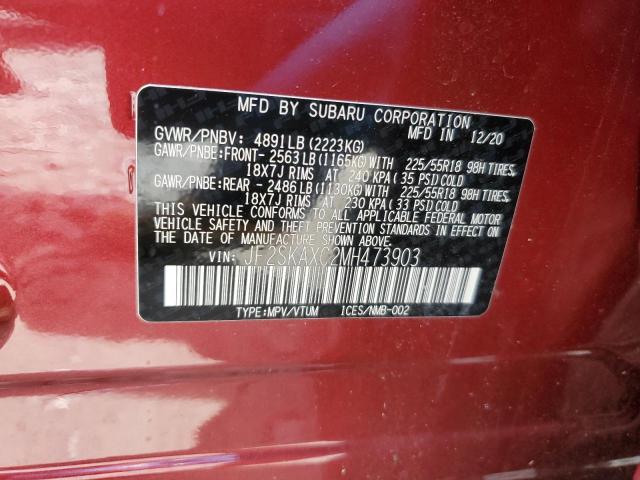 MFD BY SUBARU CORPORATION
MFD IN 12/20
GVWR/PNBV: 4891LB(2223KG)
GAWR/PNBE:FRONT- 2563LB(1165KG)WITH 225/55R18 98H TIRES,
18X7J RIMS AT 240 KPA(35 PSI)COLD
GAWR/PNBE:REAR - 2486LB(1130KG)WITH 225/55R18 98H TIRES,
18X7J RIMS AT 230 KPA(33 PSI)COLD
THIS VEHICLE CONFORMS TO ALL APPLICABLE FEDERAL MOTOR
VEHICLE SAFETY AND THEFT PREVENTION STANDARDS IN EFFECT
ON THE DATE OF MANUFACTURE SHOWN ABOVE.
VIN: JF2SKAXC2MH473903
TYPE:MPV/VTUM ICES/NMB-002